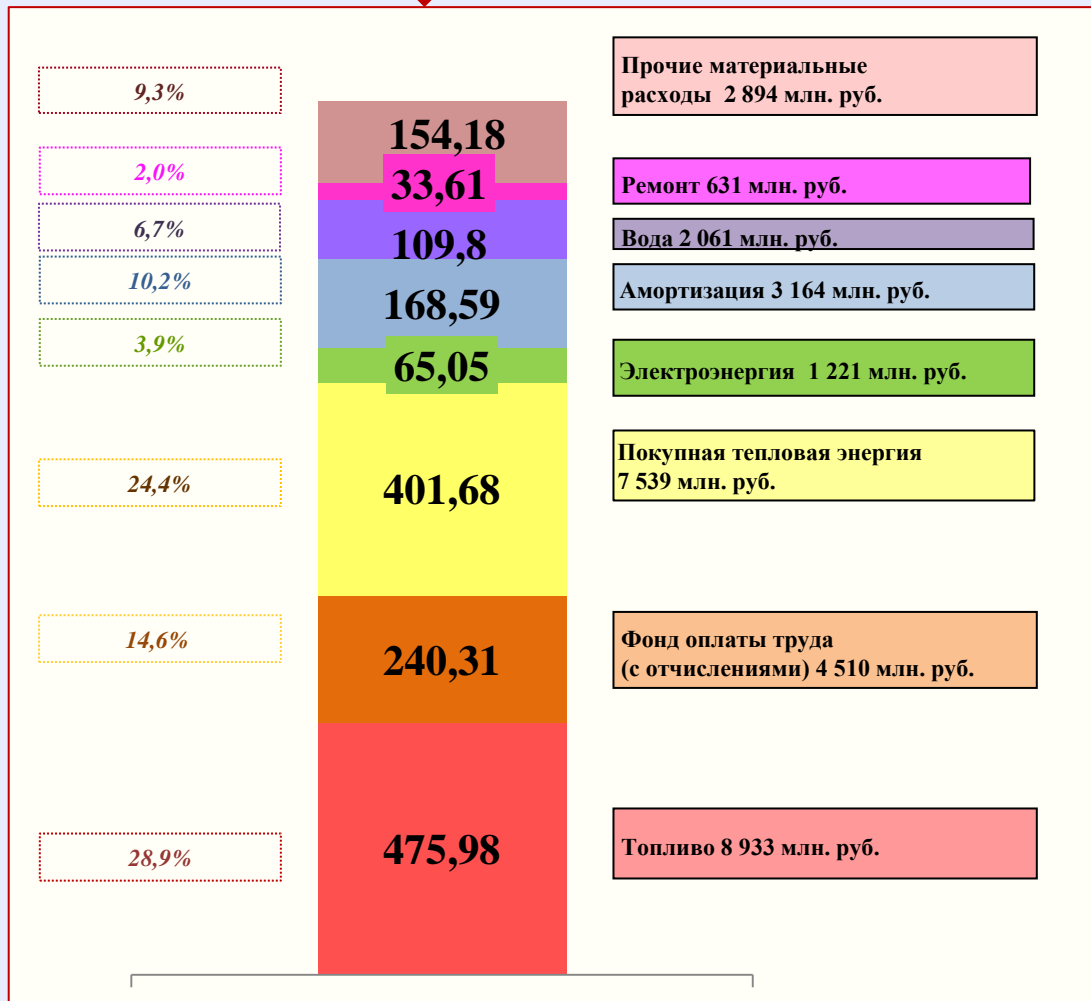 9,3%
154,18
Прочие материальные
расходы 2 894 млн. руб.
2,0%
33,61
Ремонт 631 млн. руб.
6,7%
109,8
Вода 2 061 млн. руб.
10,2%
168,59
Амортизация 3 164 млн. руб.
3,9%
65,05
Электроэнергия 1 221 млн. руб.
24,4%
401,68
Покупная тепловая энергия
7 539 млн. руб.
14,6%
240,31
Фонд оплаты труда
(с отчислениями) 4 510 млн. руб.
28,9%
475,98
Топливо 8 933 млн. руб.